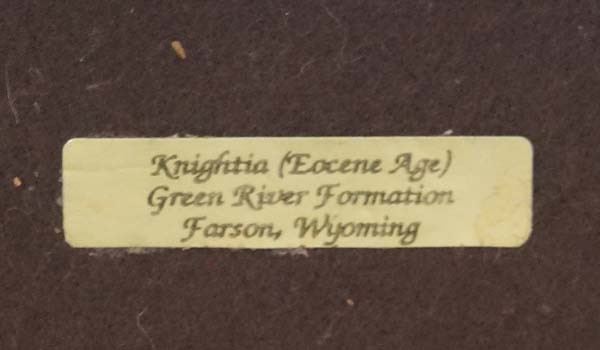 Knightia (Eocene Age)
Green River Formation
Farson, Wyoming